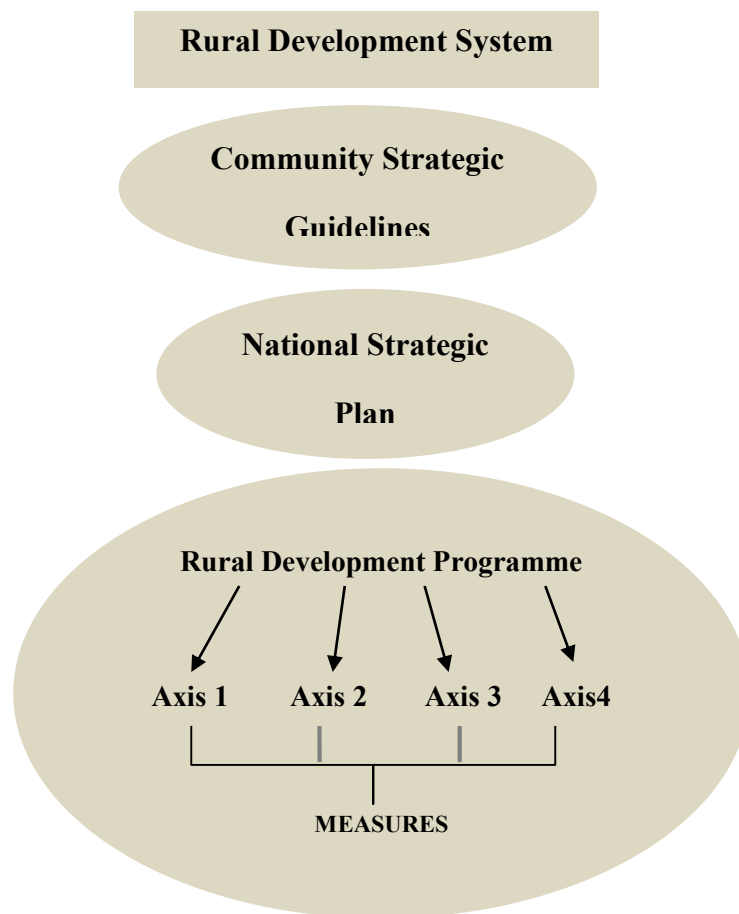 Rural Development System
Community Strategic
Guidelines
National Strategic
Plan
Rural Development Programme
Axis 1 Axis 2 Axis 3 Axis4
MEASURES